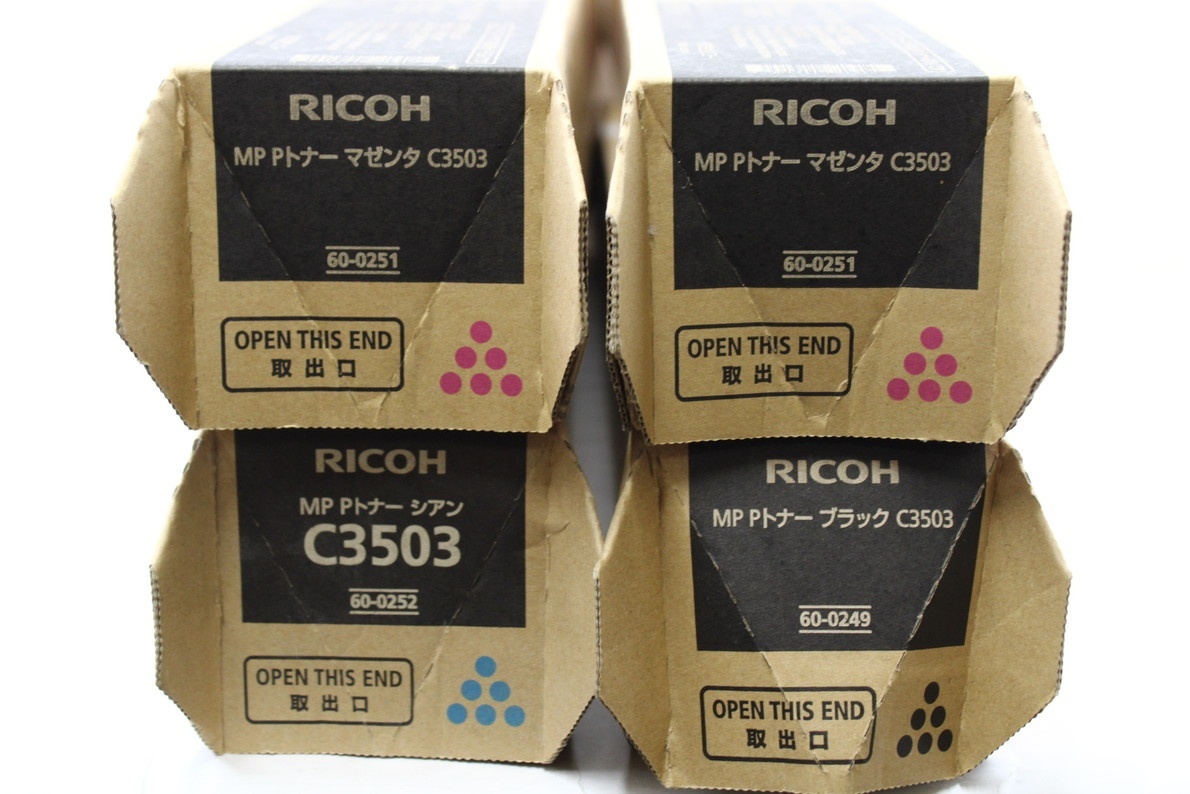 RICOH
MP Pトナー マゼンタ C3503
60-0251
OPEN THIS END
取出口
RICOH
MP Pトナー マゼンタ C3503
60-0251
OPEN THIS END
取出口
RICOH
MP Pトナー シアン
C3503
60-0252
OPEN THIS END
取出口
RICOH
MP Pトナー ブラック C3503
60-0249
OPEN THIS END
取出口